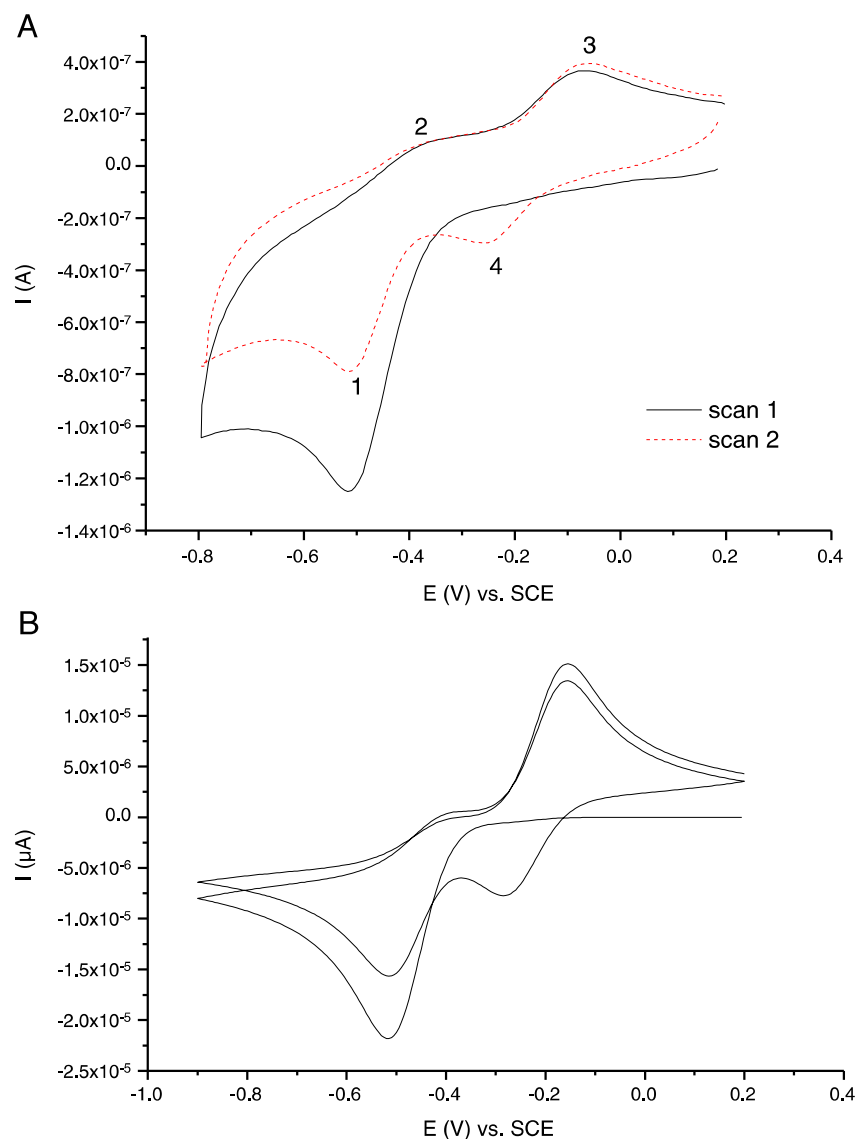 A
4.0x10⁻⁷
2.0x10⁻⁷
0.0
-2.0x10⁻⁷
-4.0x10⁻⁷
-6.0x10⁻⁷
-8.0x10⁻⁷
-1.0x10⁻⁶
-1.2x10⁻⁶
-1.4x10⁻⁶
I (A)
1
2
3
4
scan 1
scan 2
-0.8 -0.6 -0.4 -0.2 0.0 0.2 0.4
E (V) vs. SCE
B
1.5x10⁻⁵
1.0x10⁻⁵
5.0x10⁻⁶
0.0
-5.0x10⁻⁶
-1.0x10⁻⁵
-1.5x10⁻⁵
-2.0x10⁻⁵
-2.5x10⁻⁵
I (µA)
-1.0 -0.8 -0.6 -0.4 -0.2 0.0 0.2 0.4
E (V) vs. SCE